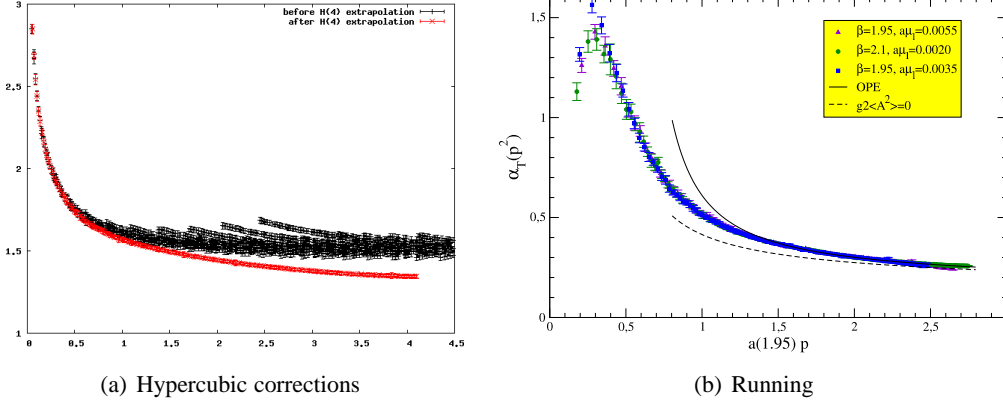 before H(4) extrapolation
after H(4) extrapolation
3
2.5
2
1.5
1
0 0.5 1 1.5 2 2.5 3 3.5 4 4.5
(a) Hypercubic corrections
1,5
1
0,5
0
α_T(p²)
β=1.95, aμ_l=0.0055
β=2.1, aμ_l=0.0020
β=1.95, aμ_l=0.0035
OPE
g2<A²>=0
0 0,5 1 1,5 2 2,5
a(1.95) p
(b) Running